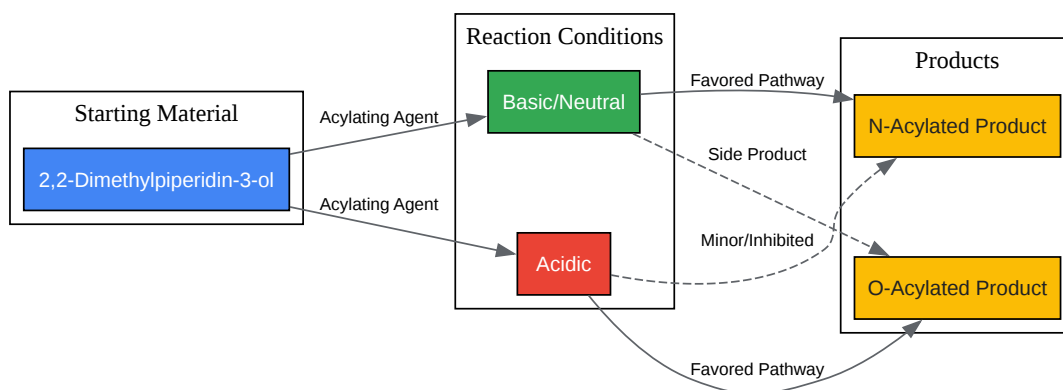 Starting Material
2,2-Dimethylpiperidin-3-ol
Acylating Agent
Acylating Agent
Reaction Conditions
Basic/Neutral
Acidic
Favored Pathway
Side Product
Minor/Inhibited
Favored Pathway
Products
N-Acylated Product
O-Acylated Product